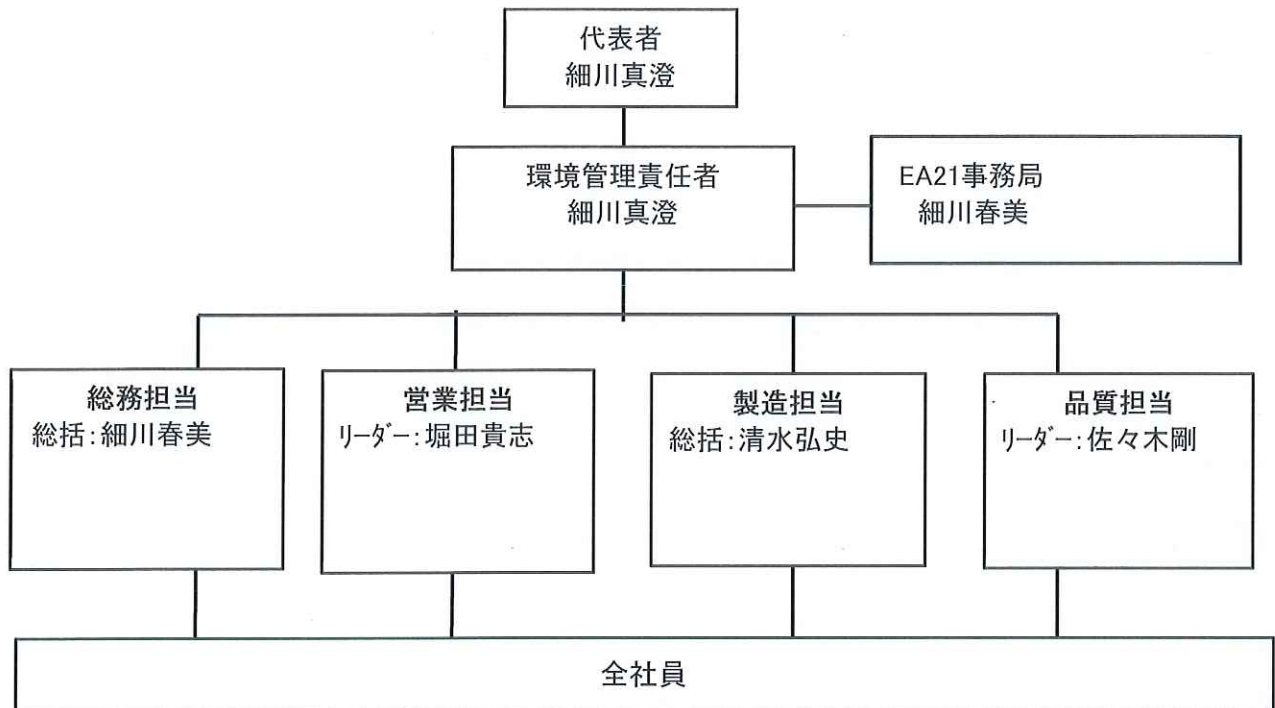 代表者
細川真澄
環境管理責任者
細川真澄
EA21事務局
細川春美
総務担当
総括：細川春美
営業担当
ﾘｰﾀﾞｰ：堀田貴志
製造担当
総括：清水弘史
品質担当
ﾘｰﾀﾞｰ：佐々木剛
全社員